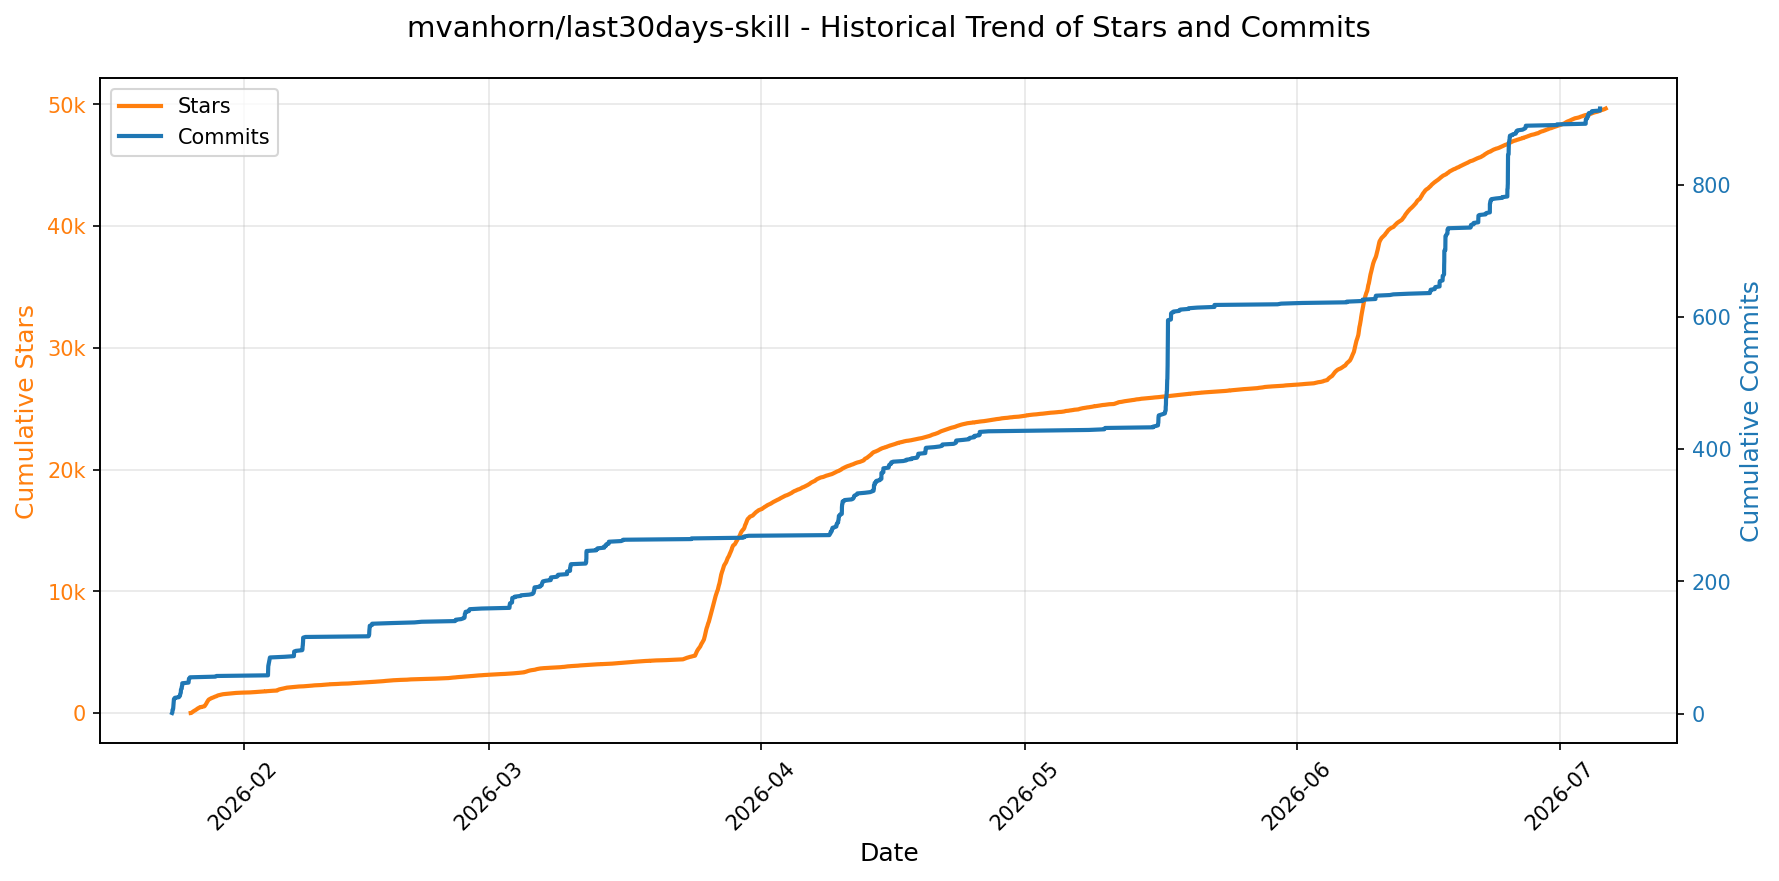 mvanhorn/last30days-skill - Historical Trend of Stars and Commits
Stars
Commits
50k
40k
30k
20k
10k
0
Cumulative Stars
800
600
400
200
0
Cumulative Commits
2026-02
2026-03
2026-04
2026-05
2026-06
2026-07
Date